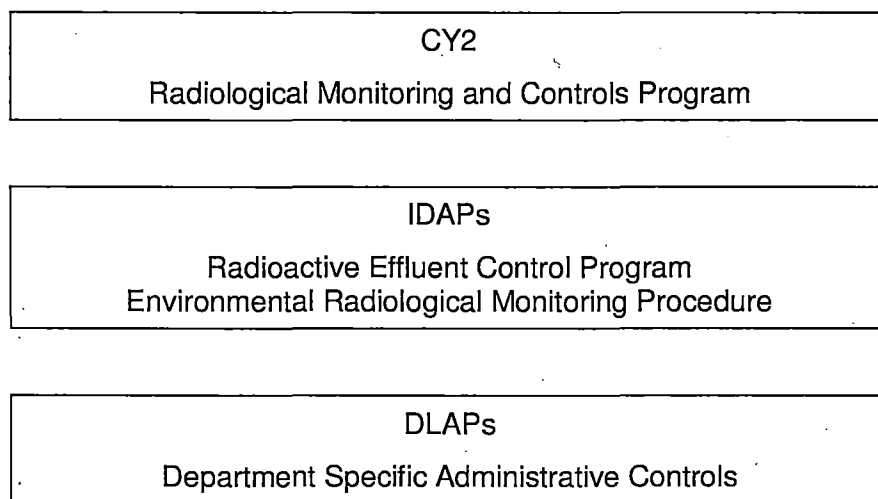 CY2
Radiological Monitoring and Controls Program
IDAPs
Radioactive Effluent Control Program
Environmental Radiological Monitoring Procedure
DLAPs
Department Specific Administrative Controls